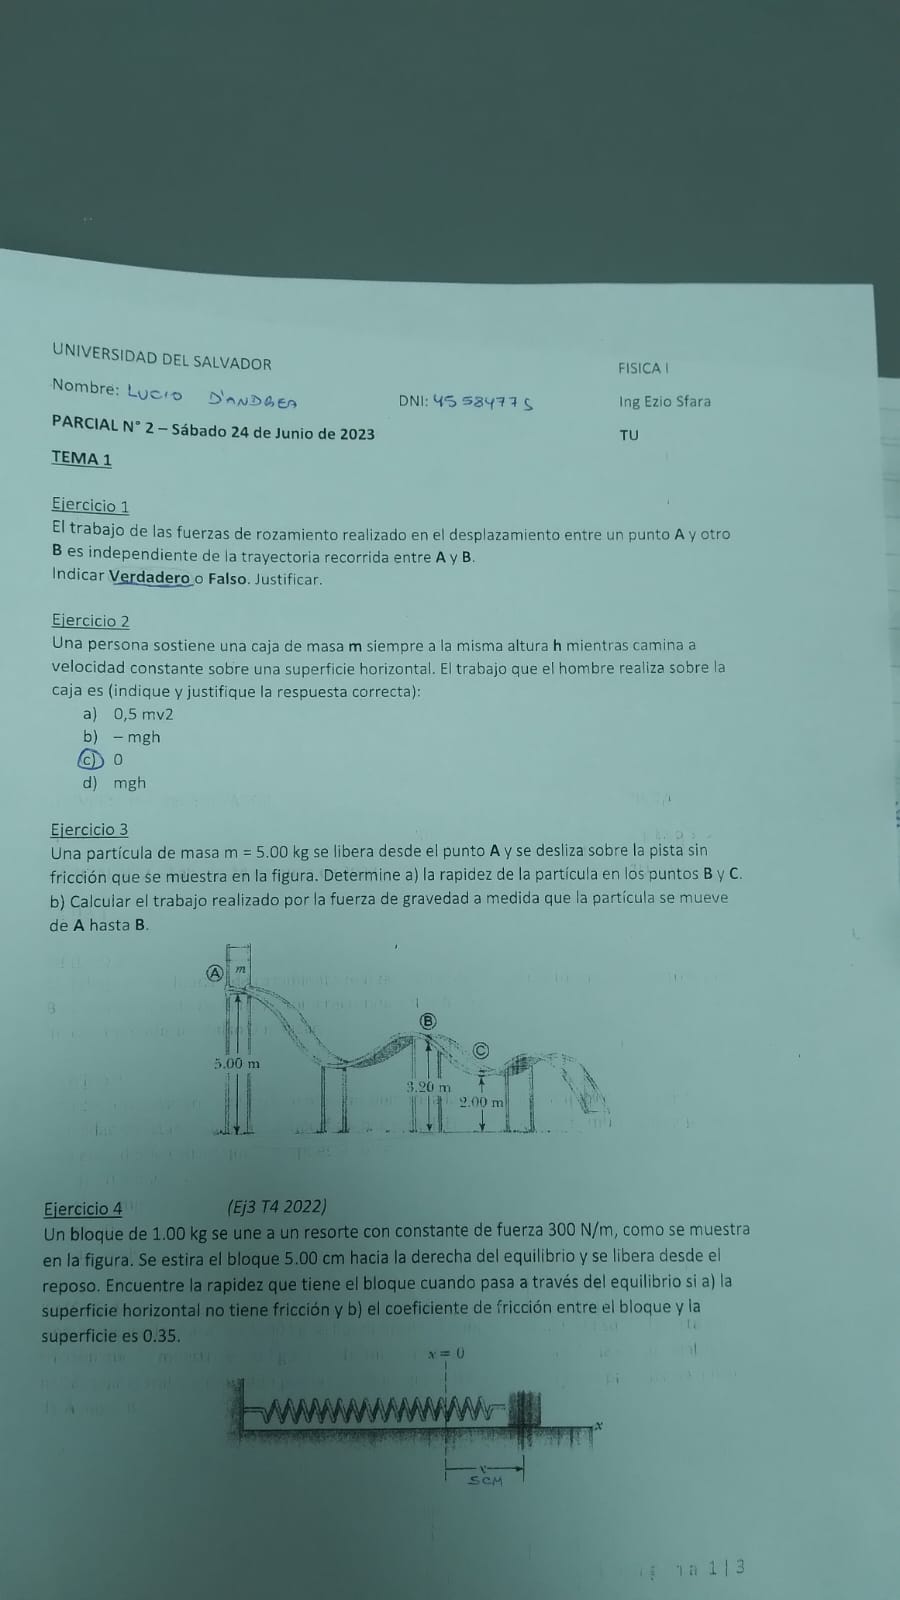 UNIVERSIDAD DEL SALVADOR
FISICA I
Nombre: LUCIO D'ANDREA
DNI: 45584775
Ing Ezio Sfara
PARCIAL N° 2 – Sábado 24 de Junio de 2023
TU
TEMA 1
Ejercicio 1
El trabajo de las fuerzas de rozamiento realizado en el desplazamiento entre un punto A y otro
B es independiente de la trayectoria recorrida entre A y B.
Indicar Verdadero o Falso. Justificar.
Ejercicio 2
Una persona sostiene una caja de masa m siempre a la misma altura h mientras camina a
velocidad constante sobre una superficie horizontal. El trabajo que el hombre realiza sobre la
caja es (indique y justifique la respuesta correcta):
a) 0,5 mv2
b) – mgh
c) 0
d) mgh
Ejercicio 3
Una partícula de masa m = 5.00 kg se libera desde el punto A y se desliza sobre la pista sin
fricción que se muestra en la figura. Determine a) la rapidez de la partícula en los puntos B y C.
b) Calcular el trabajo realizado por la fuerza de gravedad a medida que la partícula se mueve
de A hasta B.
A m
B
C
5.00 m
3.20 m
2.00 m
Ejercicio 4 (Ej3 T4 2022)
Un bloque de 1.00 kg se une a un resorte con constante de fuerza 300 N/m, como se muestra
en la figura. Se estira el bloque 5.00 cm hacia la derecha del equilibrio y se libera desde el
reposo. Encuentre la rapidez que tiene el bloque cuando pasa a través del equilibrio si a) la
superficie horizontal no tiene fricción y b) el coeficiente de fricción entre el bloque y la
superficie es 0.35.
x = 0
x
x
5CM
1 | 3